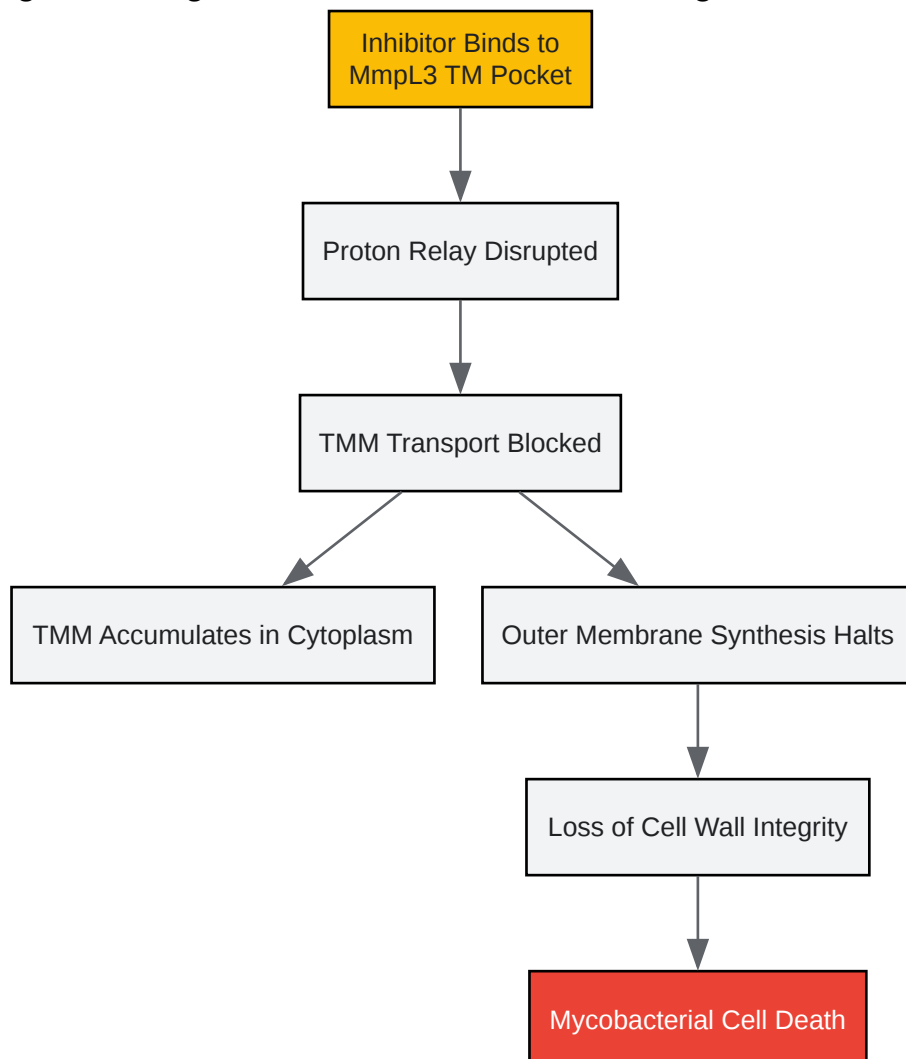 Inhibitor Binds to
MmpL3 TM Pocket
Proton Relay Disrupted
TMM Transport Blocked
TMM Accumulates in Cytoplasm
Outer Membrane Synthesis Halts
Loss of Cell Wall Integrity
Mycobacterial Cell Death